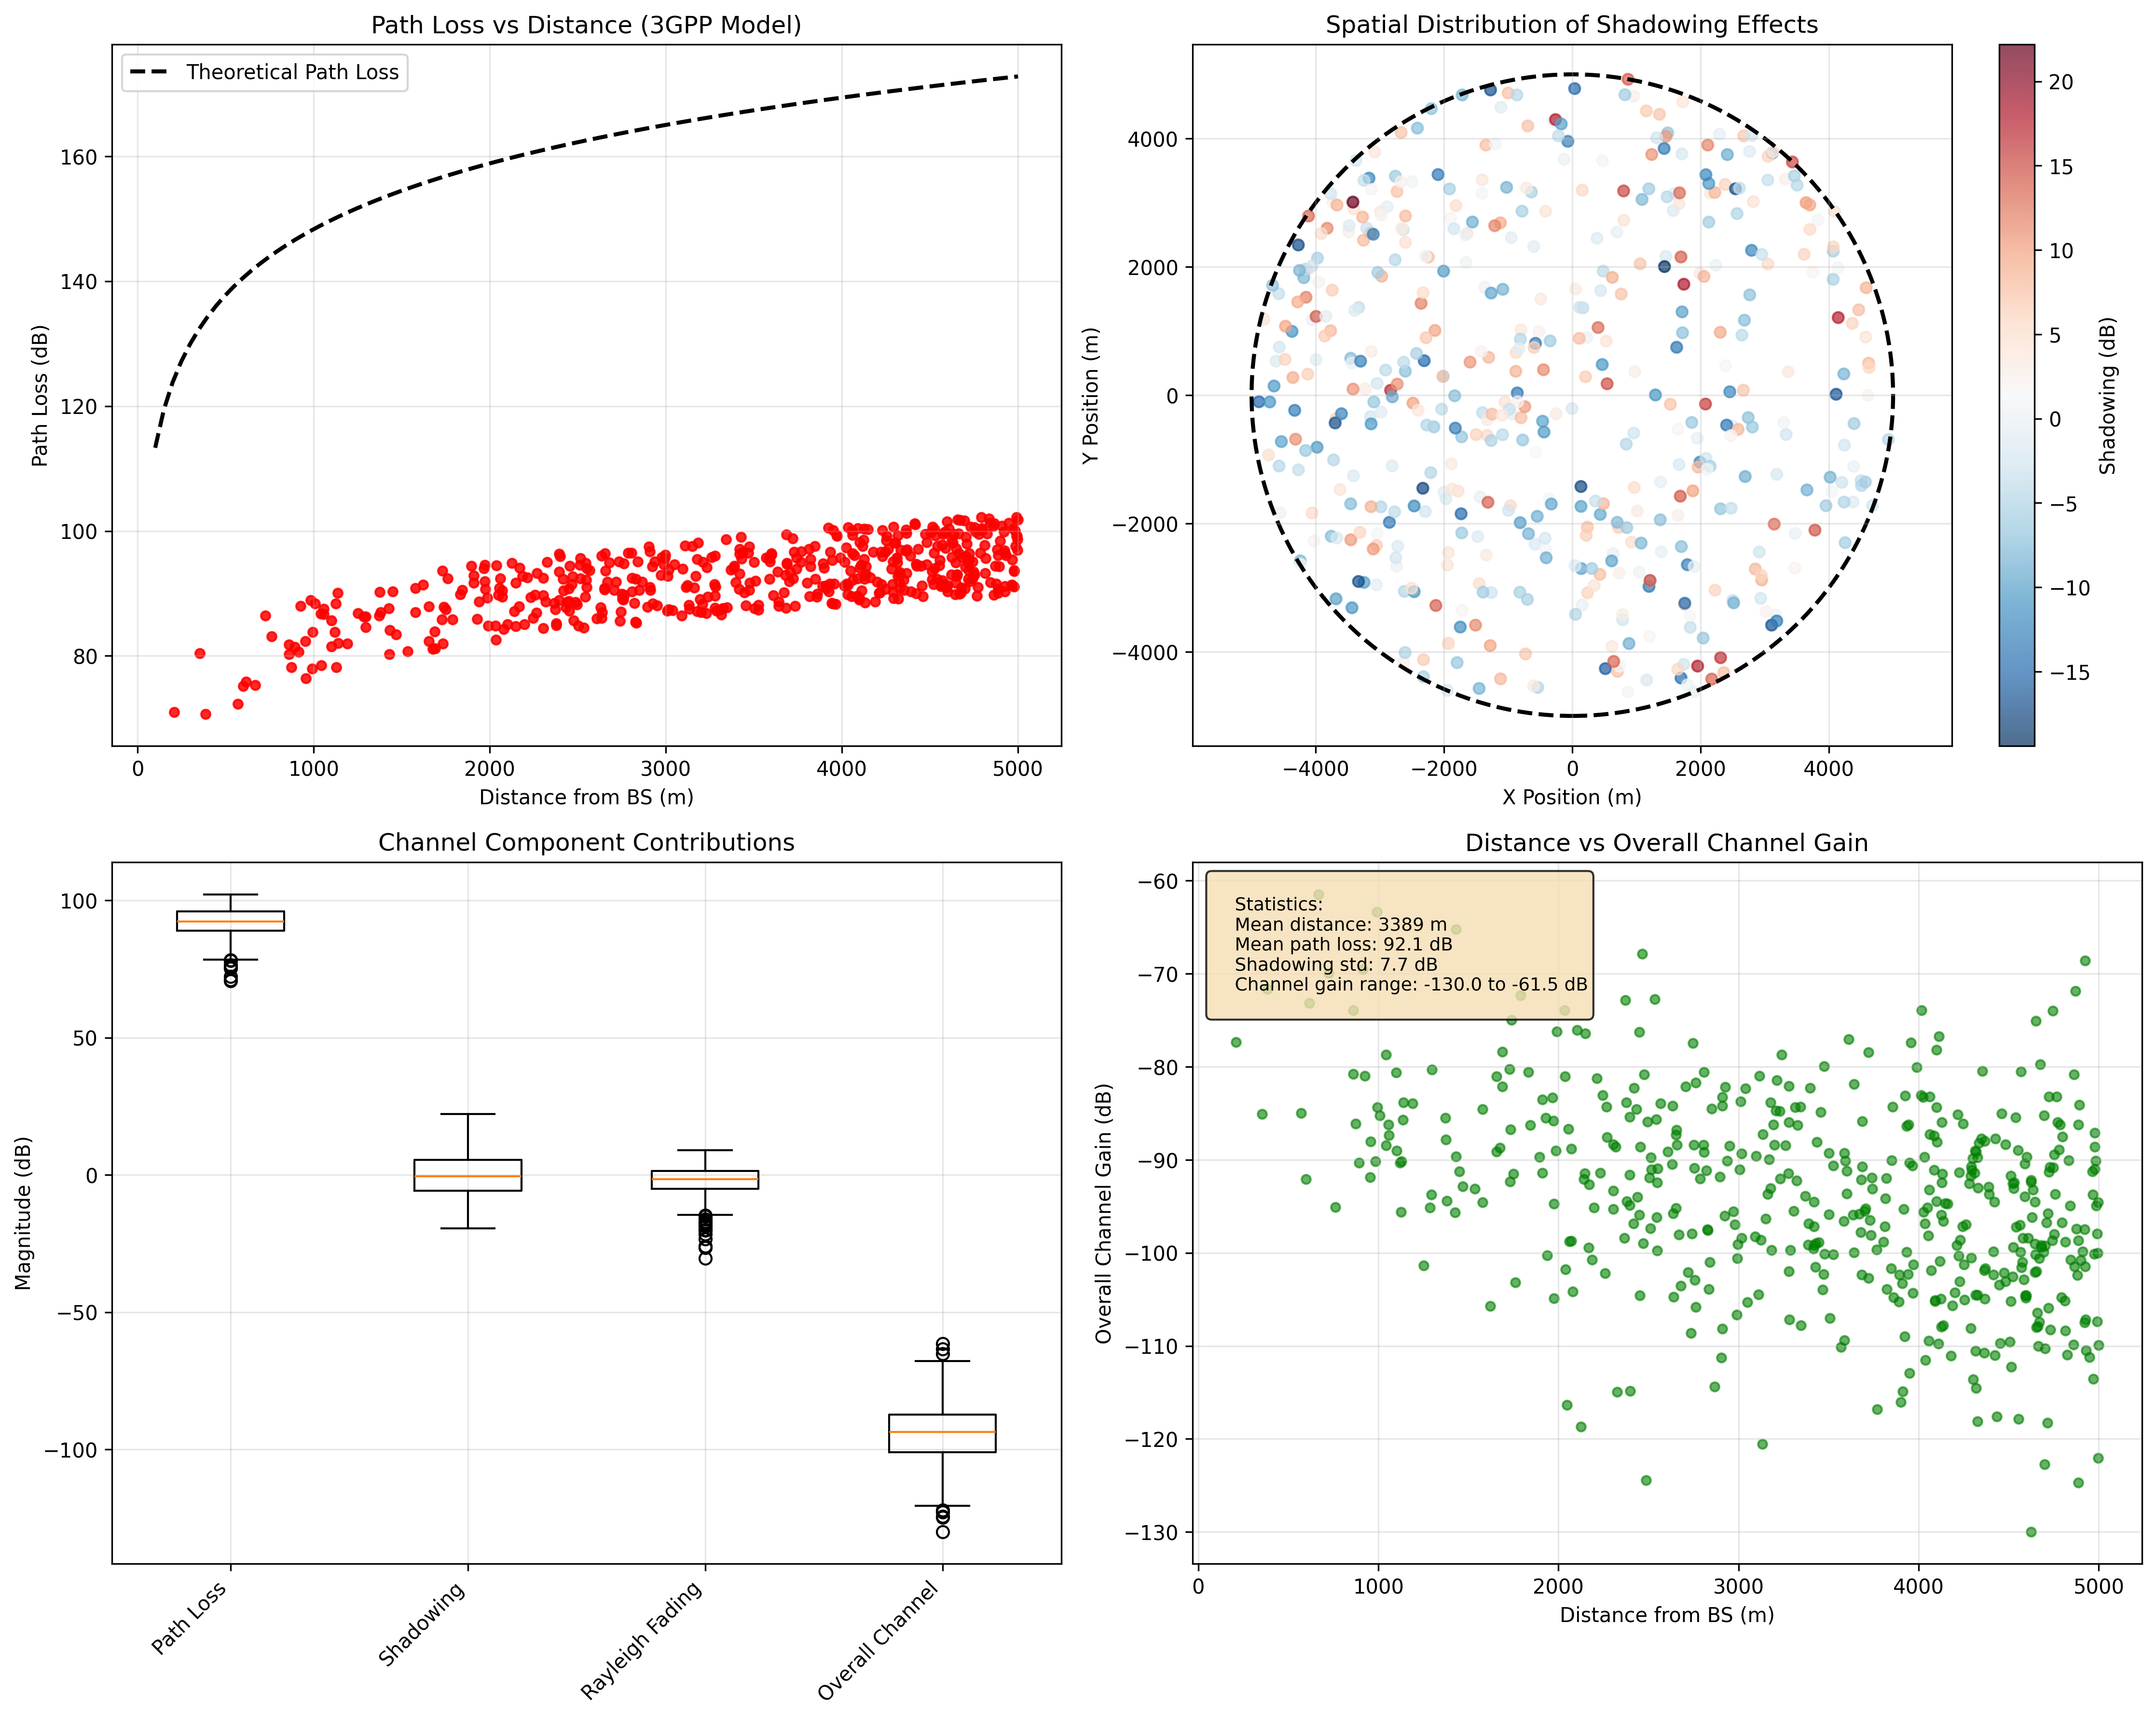 Path Loss vs Distance (3GPP Model)
Theoretical Path Loss
Path Loss (dB)
160
140
120
100
80
0 1000 2000 3000 4000 5000
Distance from BS (m)
Spatial Distribution of Shadowing Effects
Y Position (m)
4000
2000
0
−2000
−4000
−4000 −2000 0 2000 4000
X Position (m)
20
15
10
5
0
−5
−10
−15
Shadowing (dB)
Channel Component Contributions
Magnitude (dB)
100
50
0
−50
−100
Path Loss
Shadowing
Rayleigh Fading
Overall Channel
Distance vs Overall Channel Gain
Overall Channel Gain (dB)
−60
−70
−80
−90
−100
−110
−120
−130
Statistics:
Mean distance: 3389 m
Mean path loss: 92.1 dB
Shadowing std: 7.7 dB
Channel gain range: -130.0 to -61.5 dB
0 1000 2000 3000 4000 5000
Distance from BS (m)